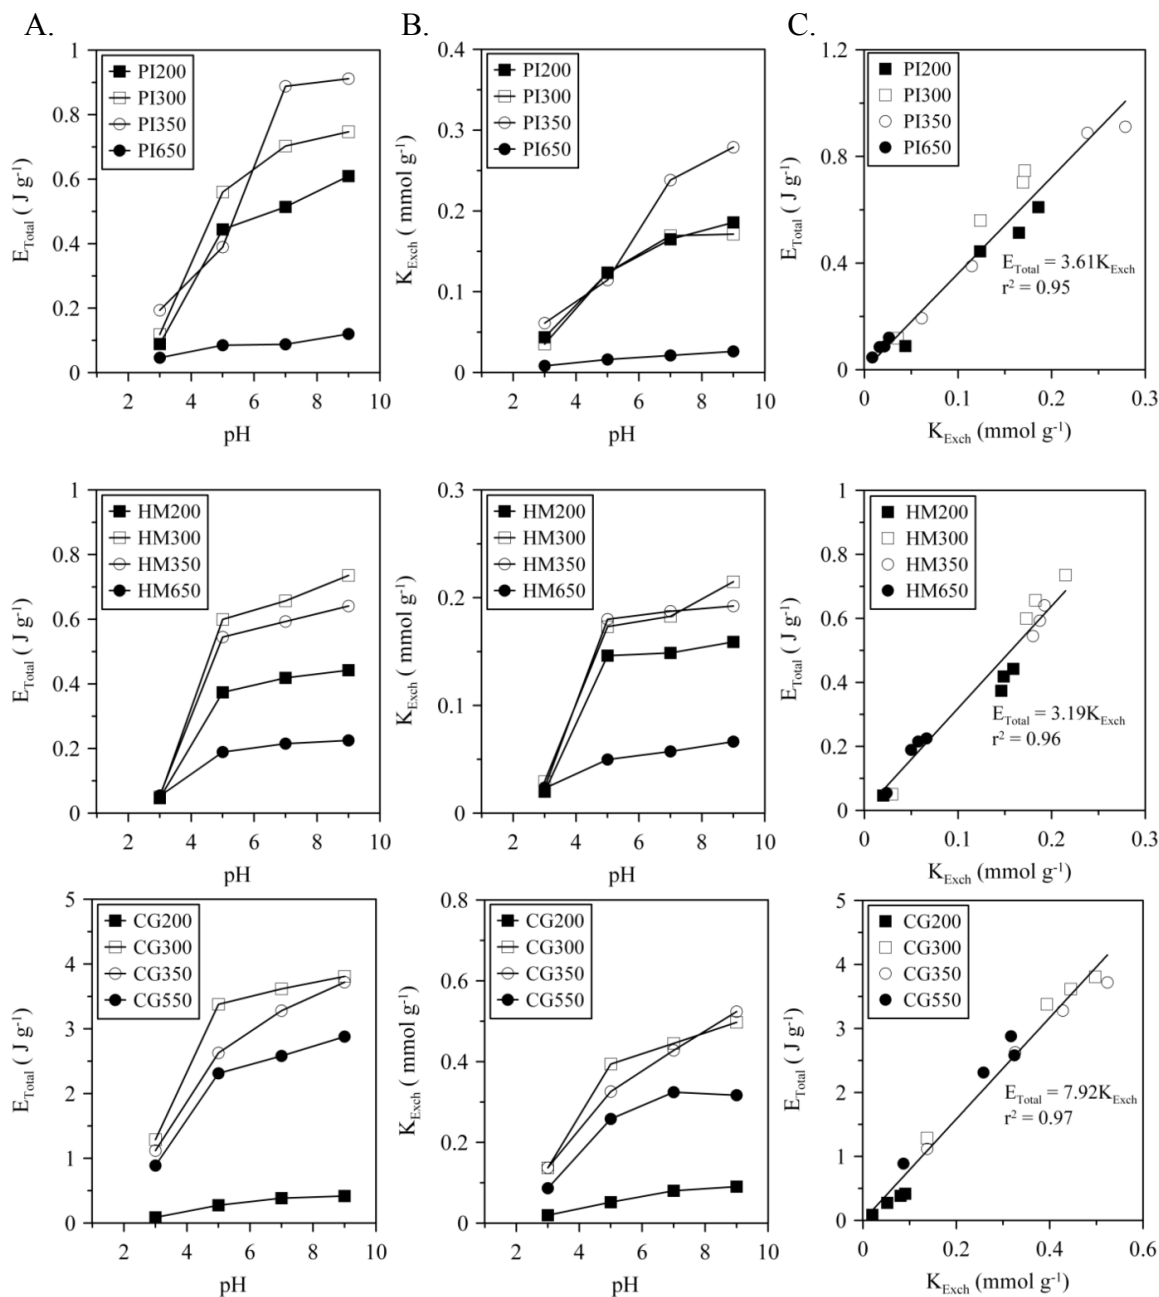 A.
B.
C.
1
0.8
0.6
0.4
0.2
0
E_Total ( J g⁻¹)
PI200
PI300
PI350
PI650
2 4 6 8 10
pH
0.4
0.3
0.2
0.1
0
K_Exch ( mmol g⁻¹)
PI200
PI300
PI350
PI650
2 4 6 8 10
pH
1.2
0.8
0.4
0
E_Total ( J g⁻¹)
PI200
PI300
PI350
PI650
E_Total = 3.61K_Exch
r² = 0.95
0 0.1 0.2 0.3
K_Exch (mmol g⁻¹)
1
0.8
0.6
0.4
0.2
0
E_Total ( J g⁻¹)
HM200
HM300
HM350
HM650
2 4 6 8 10
pH
0.3
0.2
0.1
0
K_Exch ( mmol g⁻¹)
HM200
HM300
HM350
HM650
2 4 6 8 10
pH
1
0.8
0.6
0.4
0.2
0
E_Total ( J g⁻¹)
HM200
HM300
HM350
HM650
E_Total = 3.19K_Exch
r² = 0.96
0 0.1 0.2 0.3
K_Exch (mmol g⁻¹)
5
4
3
2
1
0
E_Total ( J g⁻¹)
CG200
CG300
CG350
CG550
2 4 6 8 10
pH
0.8
0.6
0.4
0.2
0
K_Exch ( mmol g⁻¹)
CG200
CG300
CG350
CG550
2 4 6 8 10
pH
5
4
3
2
1
0
E_Total ( J g⁻¹)
CG200
CG300
CG350
CG550
E_Total = 7.92K_Exch
r² = 0.97
0 0.2 0.4 0.6
K_Exch (mmol g⁻¹)